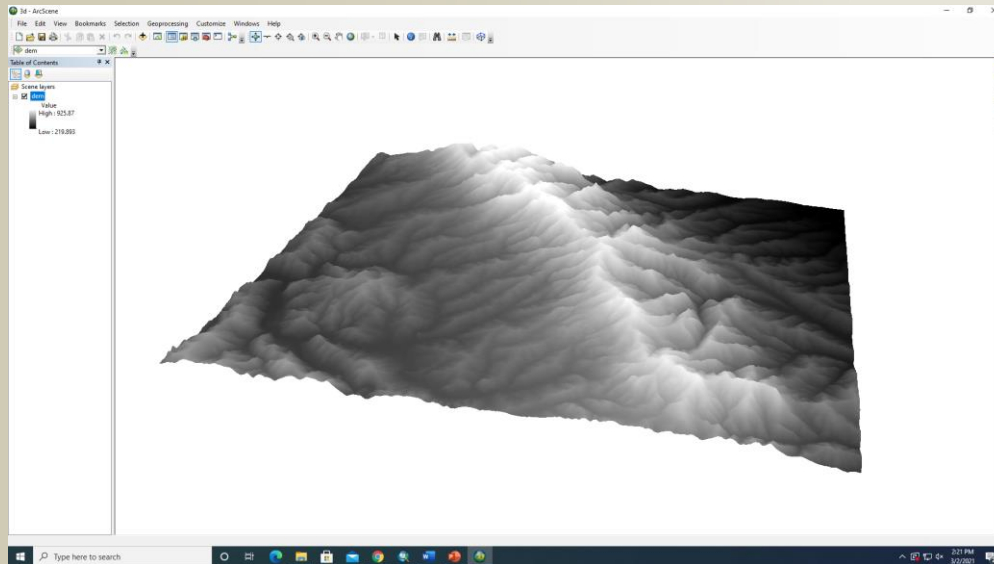 3d - ArcScene
File Edit View Bookmarks Selection Geoprocessing Customize Windows Help
dem
Table of Contents
Scene layers
dem
Value
High : 925.87
Low : 219.893
Type here to search
2:21 PM
3/2/2021